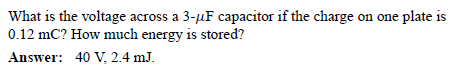 What is the voltage across a 3-μF capacitor if the charge on one plate is
0.12 mC? How much energy is stored?
Answer: 40 V, 2.4 mJ.